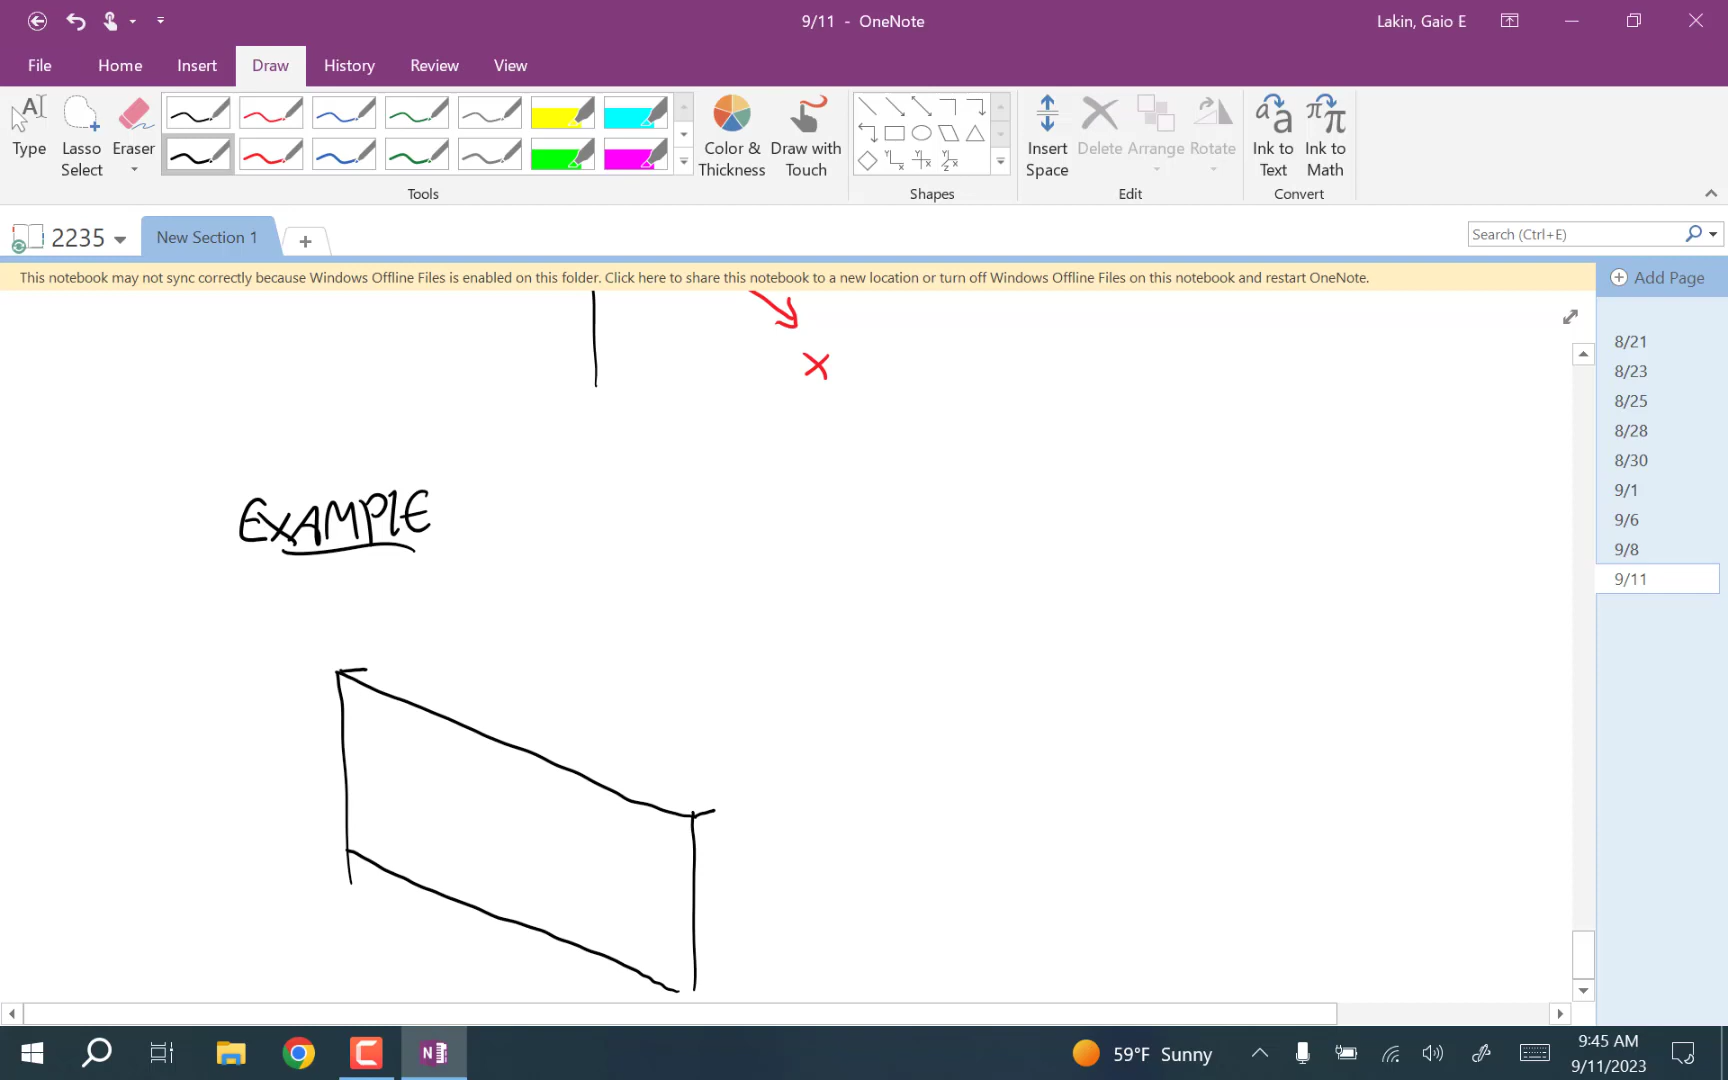 9/11 - OneNote
Lakin, Gaio E
File Home Insert Draw History Review View
Type
Lasso Select
Eraser
Color & Thickness
Draw with Touch
Insert Space
Delete
Arrange
Rotate
Ink to Text
Ink to Math
Tools
Shapes
Edit
Convert
2235
New Section 1
Search (Ctrl+E)
This notebook may not sync correctly because Windows Offline Files is enabled on this folder. Click here to share this notebook to a new location or turn off Windows Offline Files on this notebook and restart OneNote.
Add Page
8/21
8/23
8/25
8/28
8/30
9/1
9/6
9/8
9/11
X
EXAMPLE
59°F Sunny
9:45 AM
9/11/2023